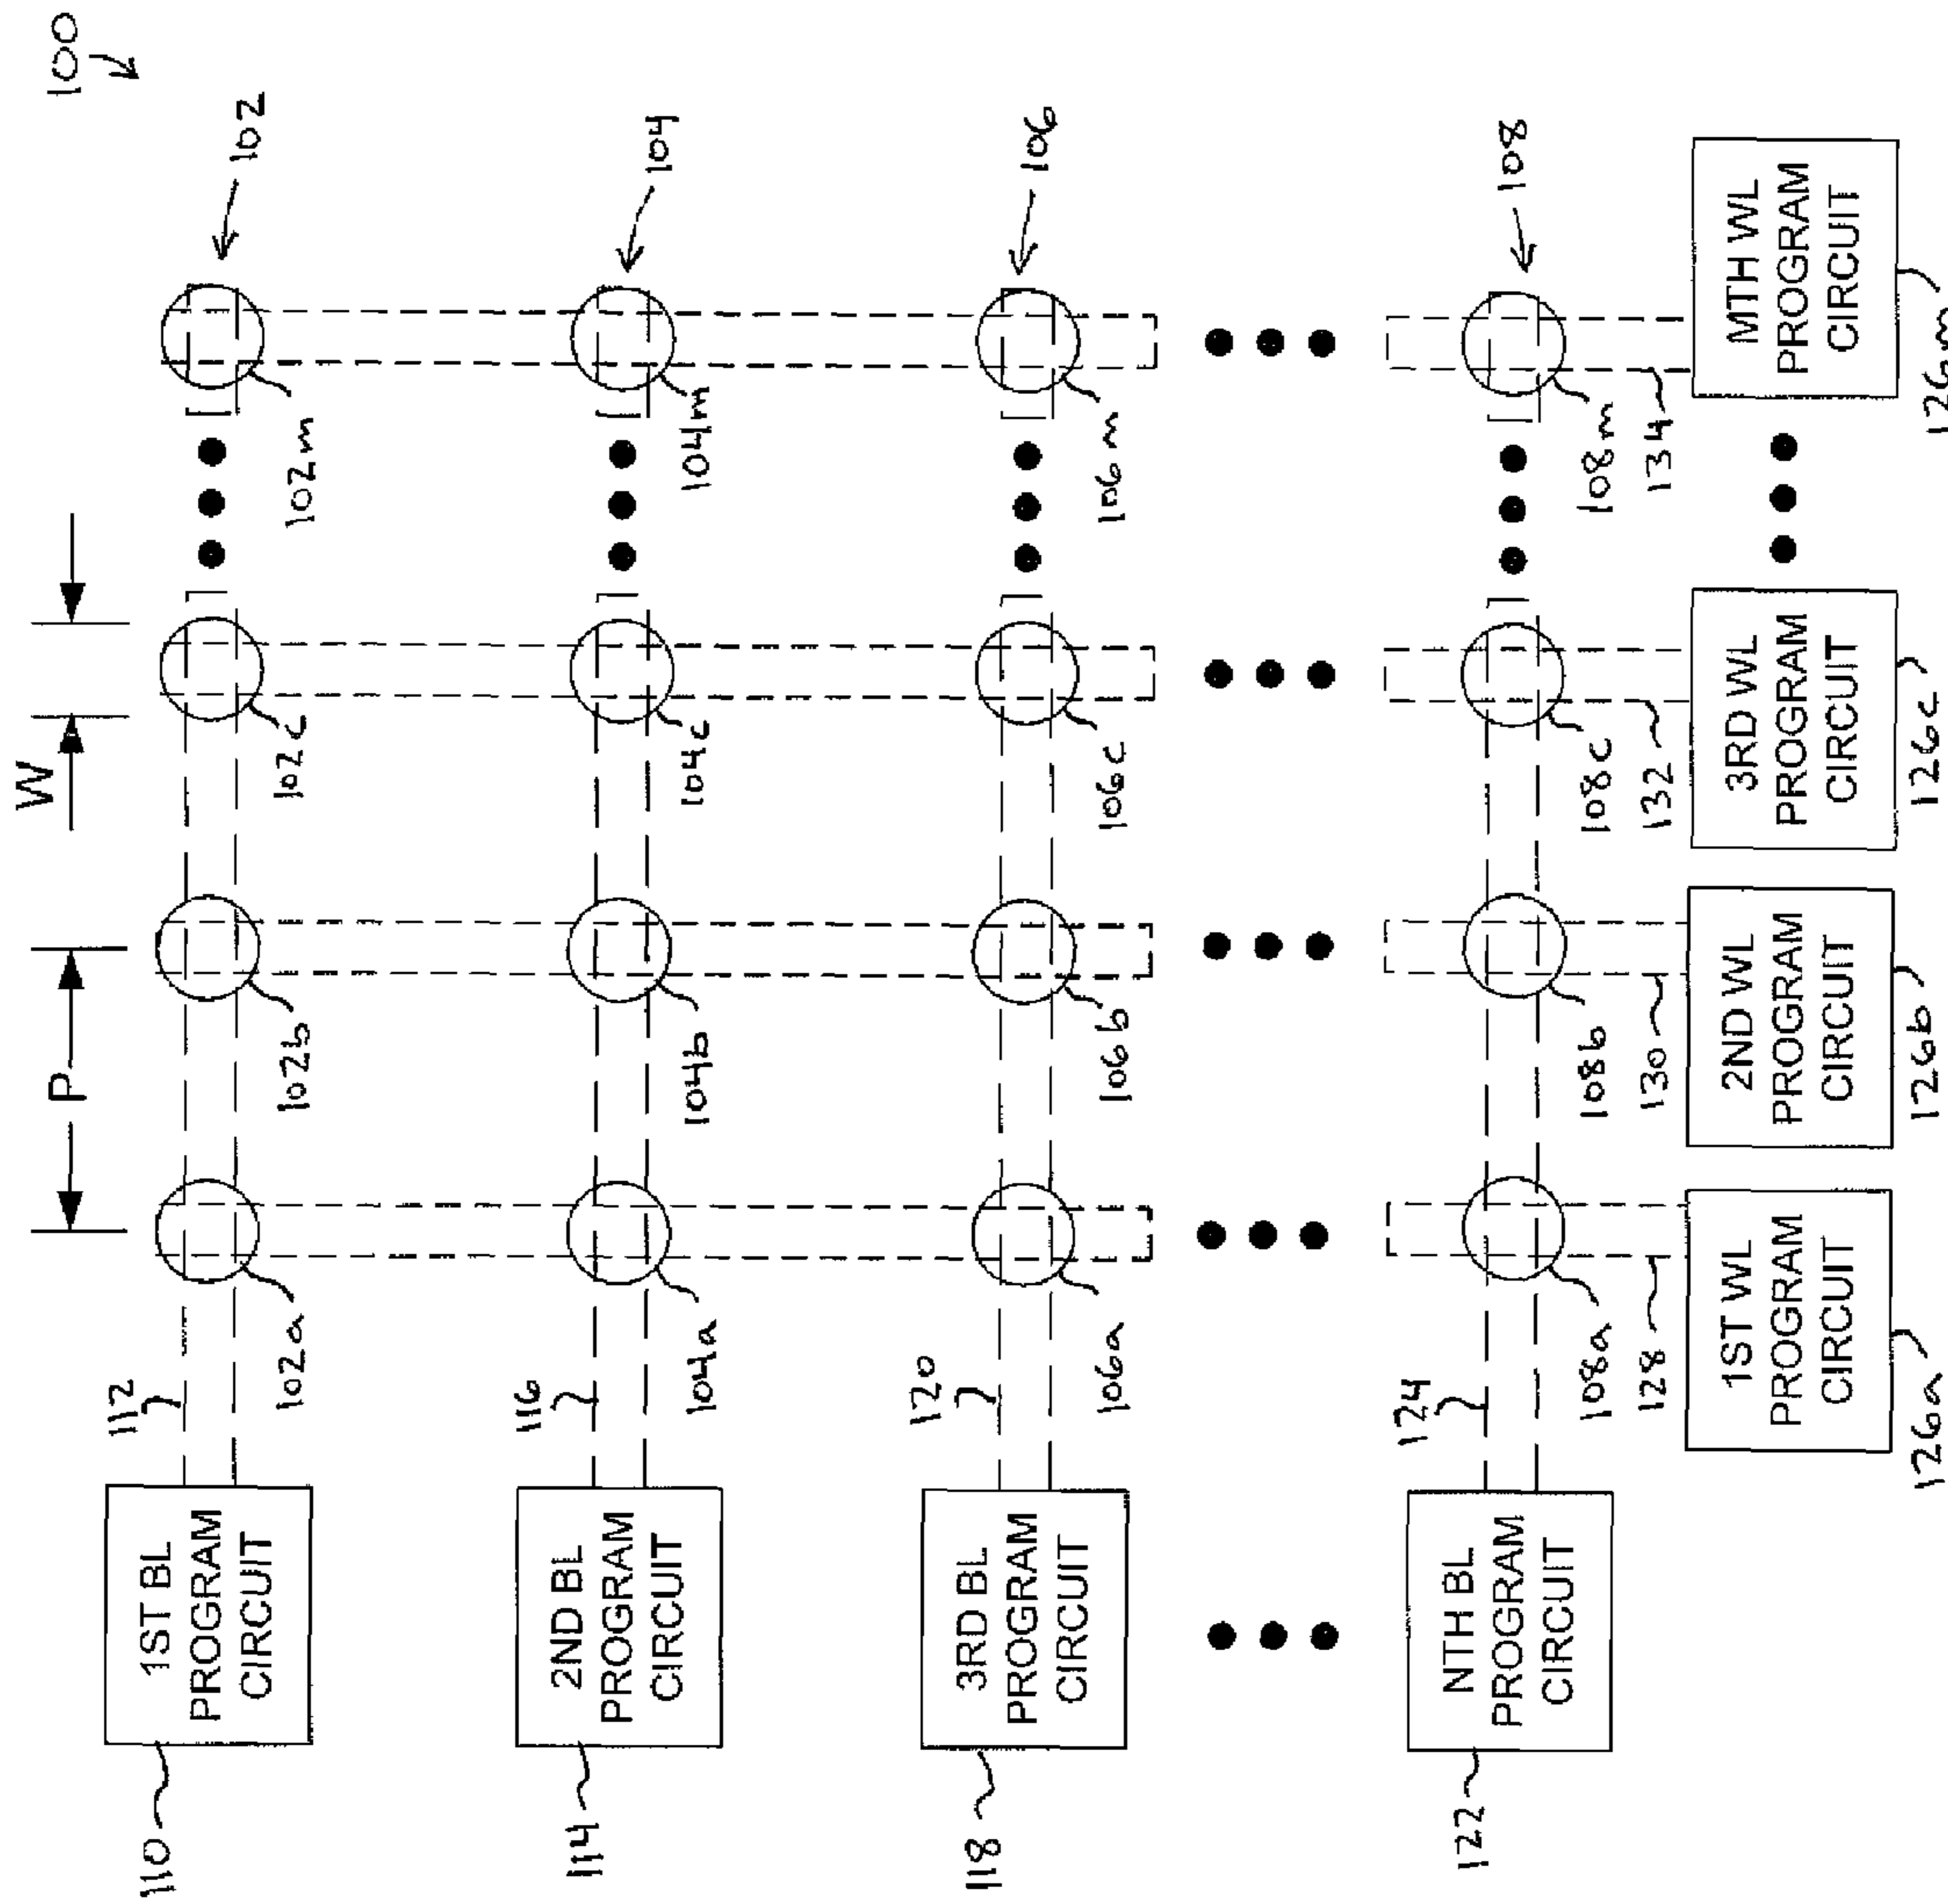 100
P
W
110
1ST BL
PROGRAM
CIRCUIT
112
102
102a
102b
102c
102m
114
2ND BL
PROGRAM
CIRCUIT
116
104
104a
104b
104c
104m
118
3RD BL
PROGRAM
CIRCUIT
120
106
106a
106b
106c
106m
122
NTH BL
PROGRAM
CIRCUIT
124
108
108a
108b
108c
108m
128
130
132
134
1ST WL
PROGRAM
CIRCUIT
2ND WL
PROGRAM
CIRCUIT
3RD WL
PROGRAM
CIRCUIT
MTH WL
PROGRAM
CIRCUIT
126a
126b
126c
126m